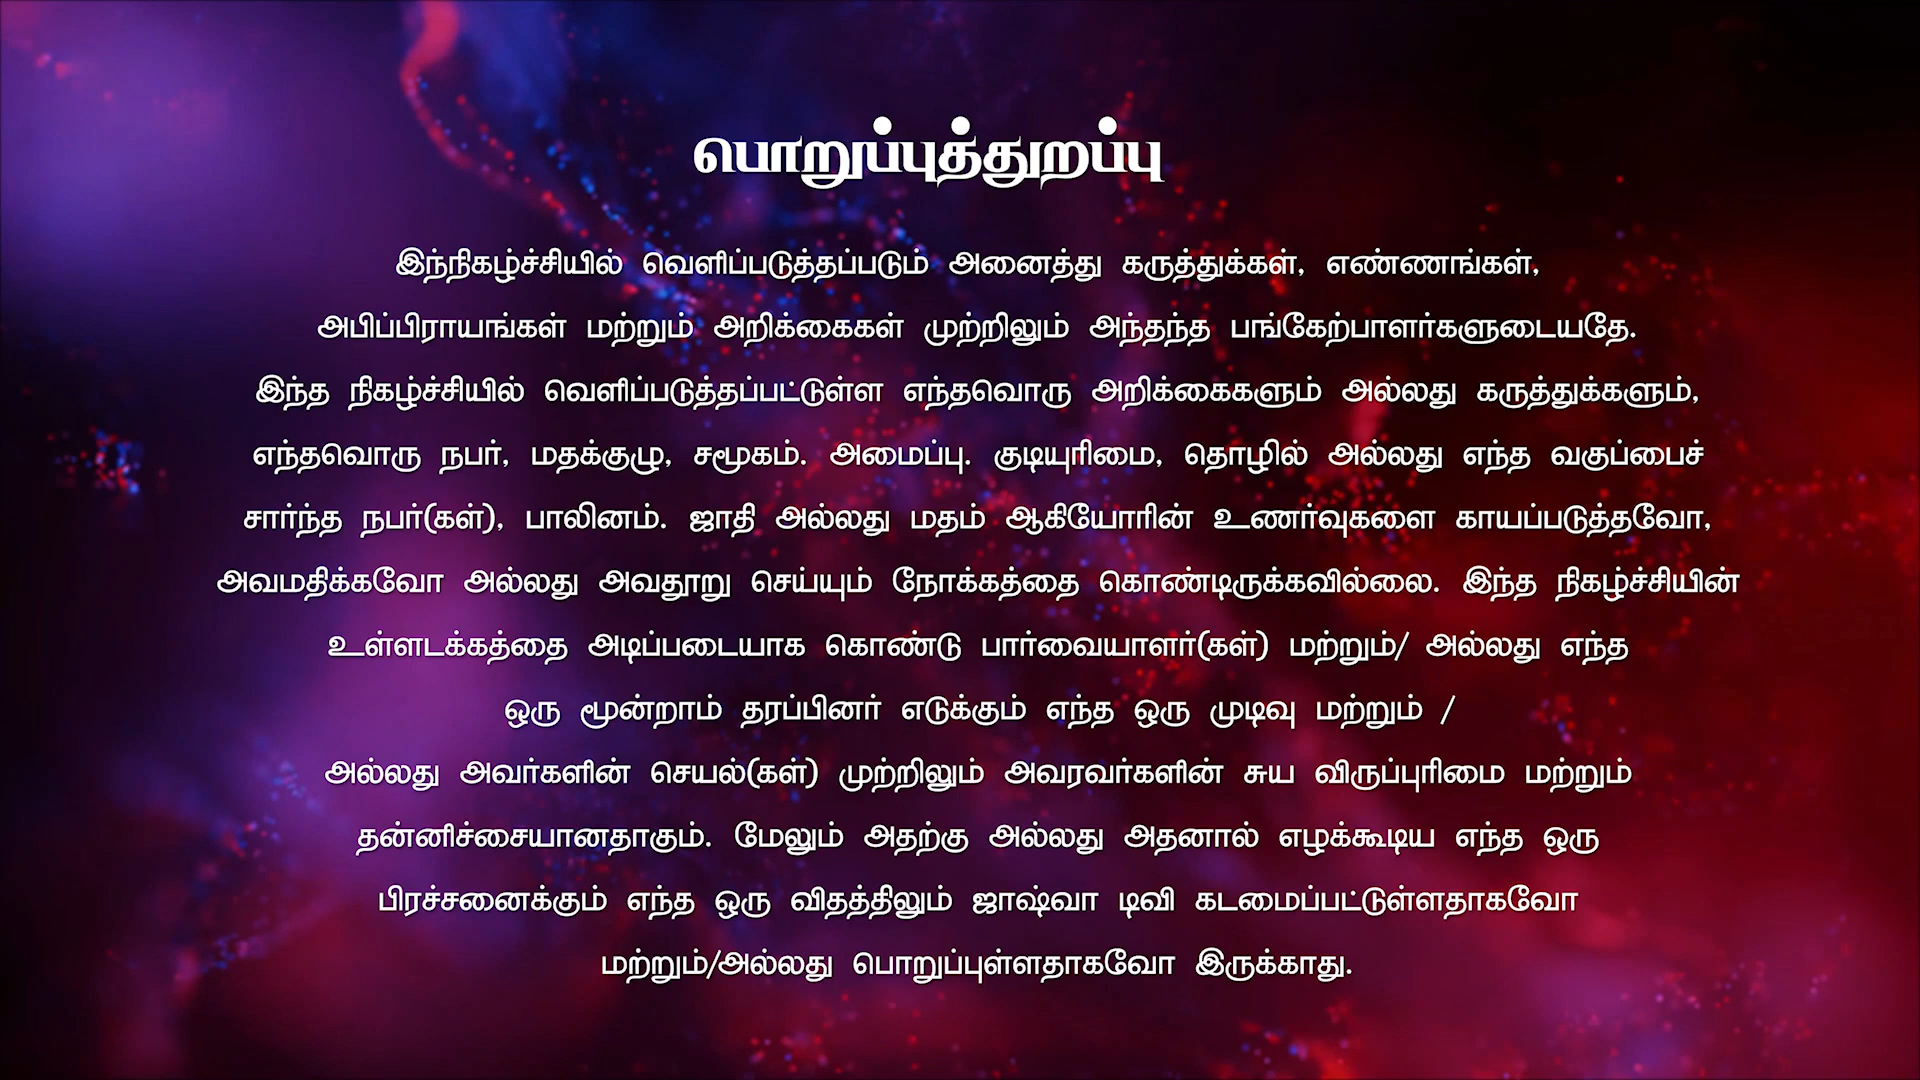 பொறுப்புத்துறப்பு
இந்நிகழ்ச்சியில் வெளிப்படுத்தப்படும் அனைத்து கருத்துக்கள், எண்ணங்கள்,
அபிப்பிராயங்கள் மற்றும் அறிக்கைகள் முற்றிலும் அந்தந்த பங்கேற்பாளர்களுடையதே.
இந்த நிகழ்ச்சியில் வெளிப்படுத்தப்பட்டுள்ள எந்தவொரு அறிக்கைகளும் அல்லது கருத்துக்களும்,
எந்தவொரு நபர், மதக்குழு, சமூகம். அமைப்பு. குடியுரிமை, தொழில் அல்லது எந்த வகுப்பைச்
சார்ந்த நபர்(கள்), பாலினம். ஜாதி அல்லது மதம் ஆகியோரின் உணர்வுகளை காயப்படுத்தவோ,
அவமதிக்கவோ அல்லது அவதூறு செய்யும் நோக்கத்தை கொண்டிருக்கவில்லை. இந்த நிகழ்ச்சியின்
உள்ளடக்கத்தை அடிப்படையாக கொண்டு பார்வையாளர்(கள்) மற்றும்/ அல்லது எந்த
ஒரு மூன்றாம் தரப்பினர் எடுக்கும் எந்த ஒரு முடிவு மற்றும் /
அல்லது அவர்களின் செயல்(கள்) முற்றிலும் அவரவர்களின் சுய விருப்புரிமை மற்றும்
தன்னிச்சையானதாகும். மேலும் அதற்கு அல்லது அதனால் எழக்கூடிய எந்த ஒரு
பிரச்சனைக்கும் எந்த ஒரு விதத்திலும் ஜாஷ்வா டிவி கடமைப்பட்டுள்ளதாகவோ
மற்றும்/அல்லது பொறுப்புள்ளதாகவோ இருக்காது.